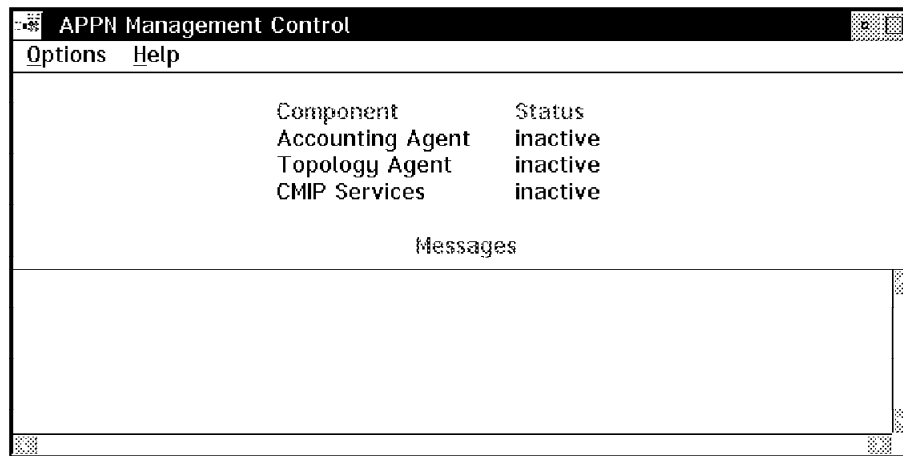 APPN Management Control
Options Help
Component Status
Accounting Agent inactive
Topology Agent inactive
CMIP Services inactive
Messages